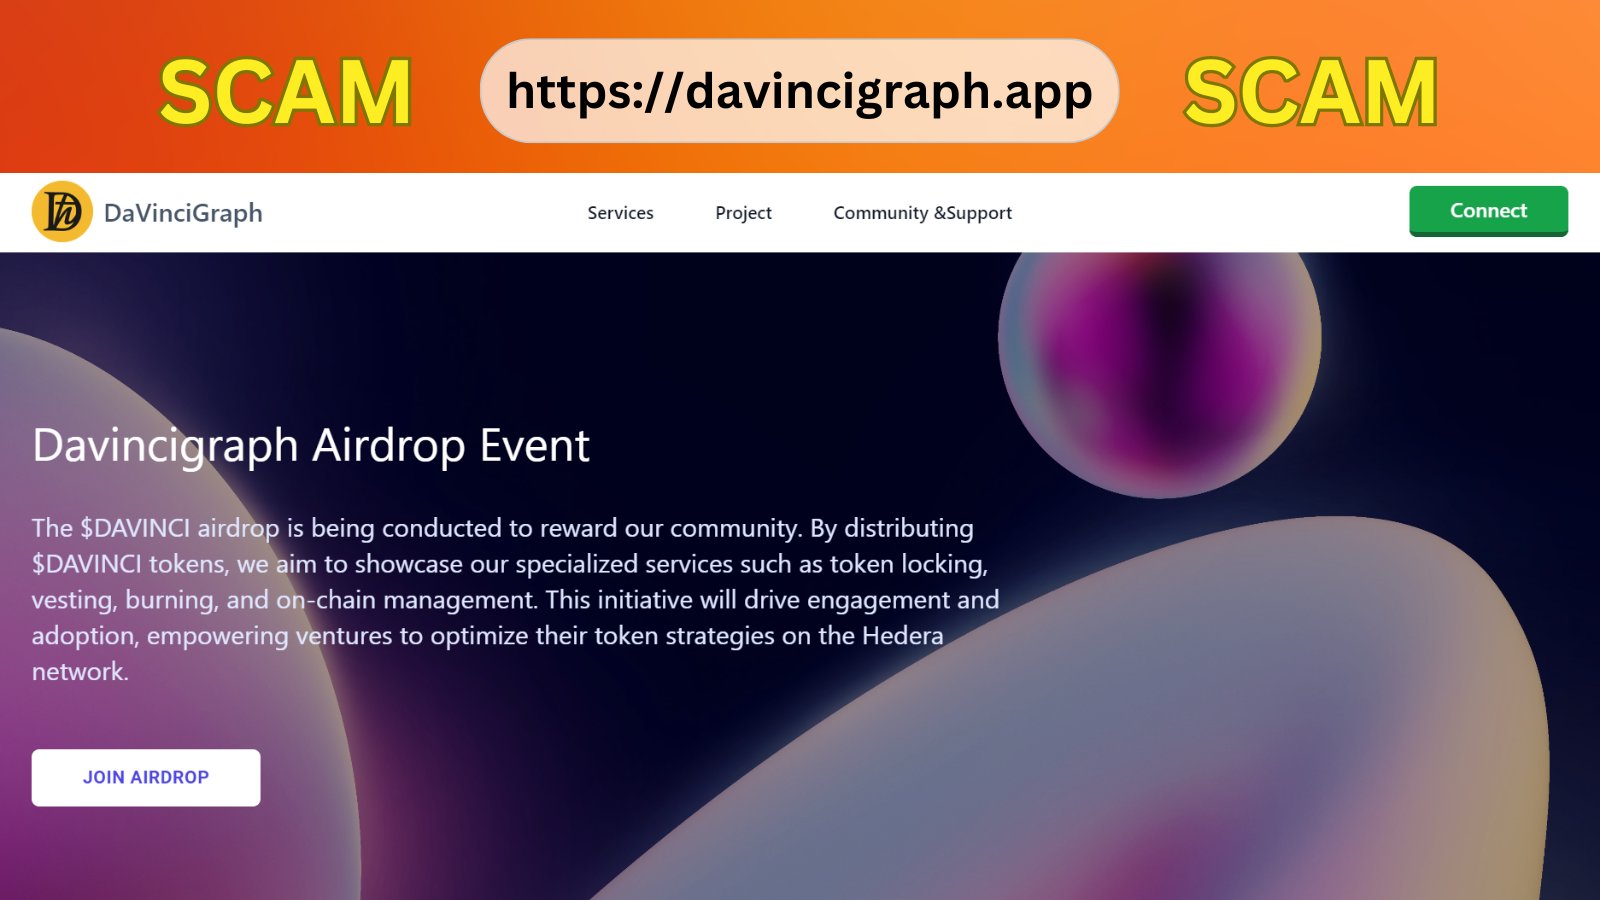 SCAM https://davincigraph.app SCAM
DaVinciGraph Services Project Community &Support Connect
Davincigraph Airdrop Event
The $DAVINCI airdrop is being conducted to reward our community. By distributing
$DAVINCI tokens, we aim to showcase our specialized services such as token locking,
vesting, burning, and on-chain management. This initiative will drive engagement and
adoption, empowering ventures to optimize their token strategies on the Hedera
network.
JOIN AIRDROP